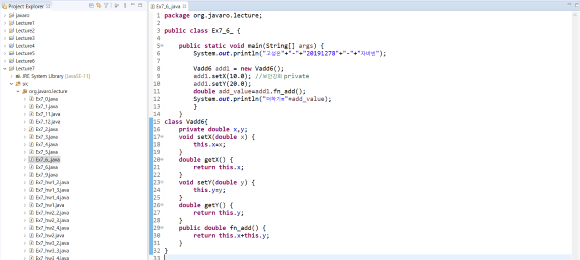 Project Explorer
javaro
Lecture1
Lecture2
Lecture3
Lecture4
Lecture5
Lecture6
Lecture7
JRE System Library [JavaSE-11]
src
org.javaro.lecture
Ex7_0.java
Ex7_1.java
Ex7_11.java
Ex7_12.java
Ex7_2.java
Ex7_3.java
Ex7_4.java
Ex7_5.java
Ex7_6_.java
Ex7_6.java
Ex7_9.java
Ex7_hw1_2.java
Ex7_hw1_3.java
Ex7_hw1_4.java
Ex7_hw1.java
Ex7_hw2_2.java
Ex7_hw2_3.java
Ex7_hw2_4.java
Ex7_hw2.java
Ex7_hw3_2.java
Ex7_hw3_3.java
Ex7_hw3_4.java
Ex7_6_.java
1 package org.javaro.lecture;
2
3 public class Ex7_6_ {
4
5 public static void main(String[] args) {
6 System.out.println("고성은"+"-"+"20191278"+"-"+"자바빈");
7
8 Vadd6 add1 = new Vadd6();
9 add1.setX(10.0); //보안강화 private
10 add1.setY(20.0);
11 double add_value=add1.fn_add();
12 System.out.println("더하기="+add_value);
13 }
14 }
15 class Vadd6{
16 private double x,y;
17 void setX(double x) {
18 this.x=x;
19 }
20 double getX() {
21 return this.x;
22 }
23 void setY(double y) {
24 this.y=y;
25 }
26 double getY() {
27 return this.y;
28 }
29 public double fn_add() {
30 return this.x+this.y;
31 }
32 }
33